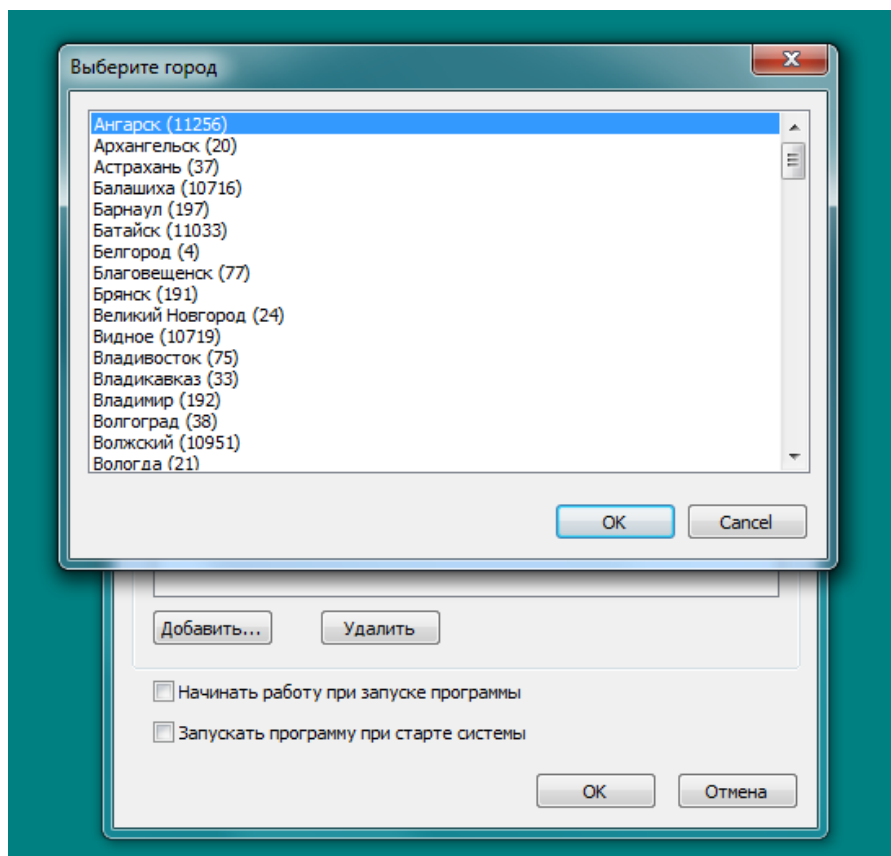 Выберите город
Ангарск (11256)
Архангельск (20)
Астрахань (37)
Балашиха (10716)
Барнаул (197)
Батайск (11033)
Белгород (4)
Благовещенск (77)
Брянск (191)
Великий Новгород (24)
Видное (10719)
Владивосток (75)
Владикавказ (33)
Владимир (192)
Волгоград (38)
Волжский (10951)
Вологда (21)
OK Cancel
Добавить... Удалить
Начинать работу при запуске программы
Запускать программу при старте системы
OK Отмена